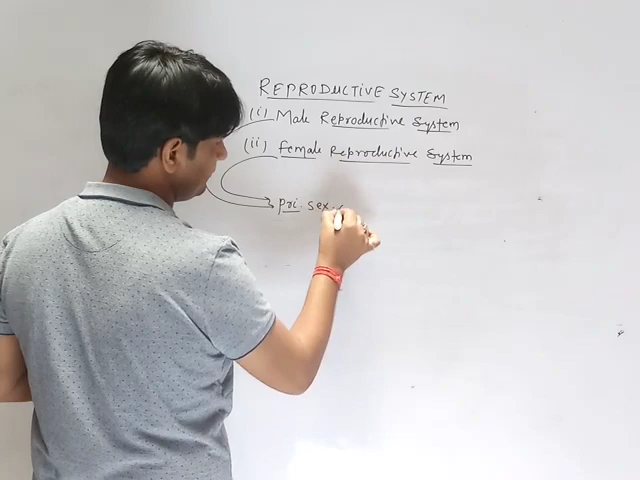 REPRODUCTIVE SYSTEM
(i) Male Reproductive System
(ii) Female Reproductive System
pri. sex.